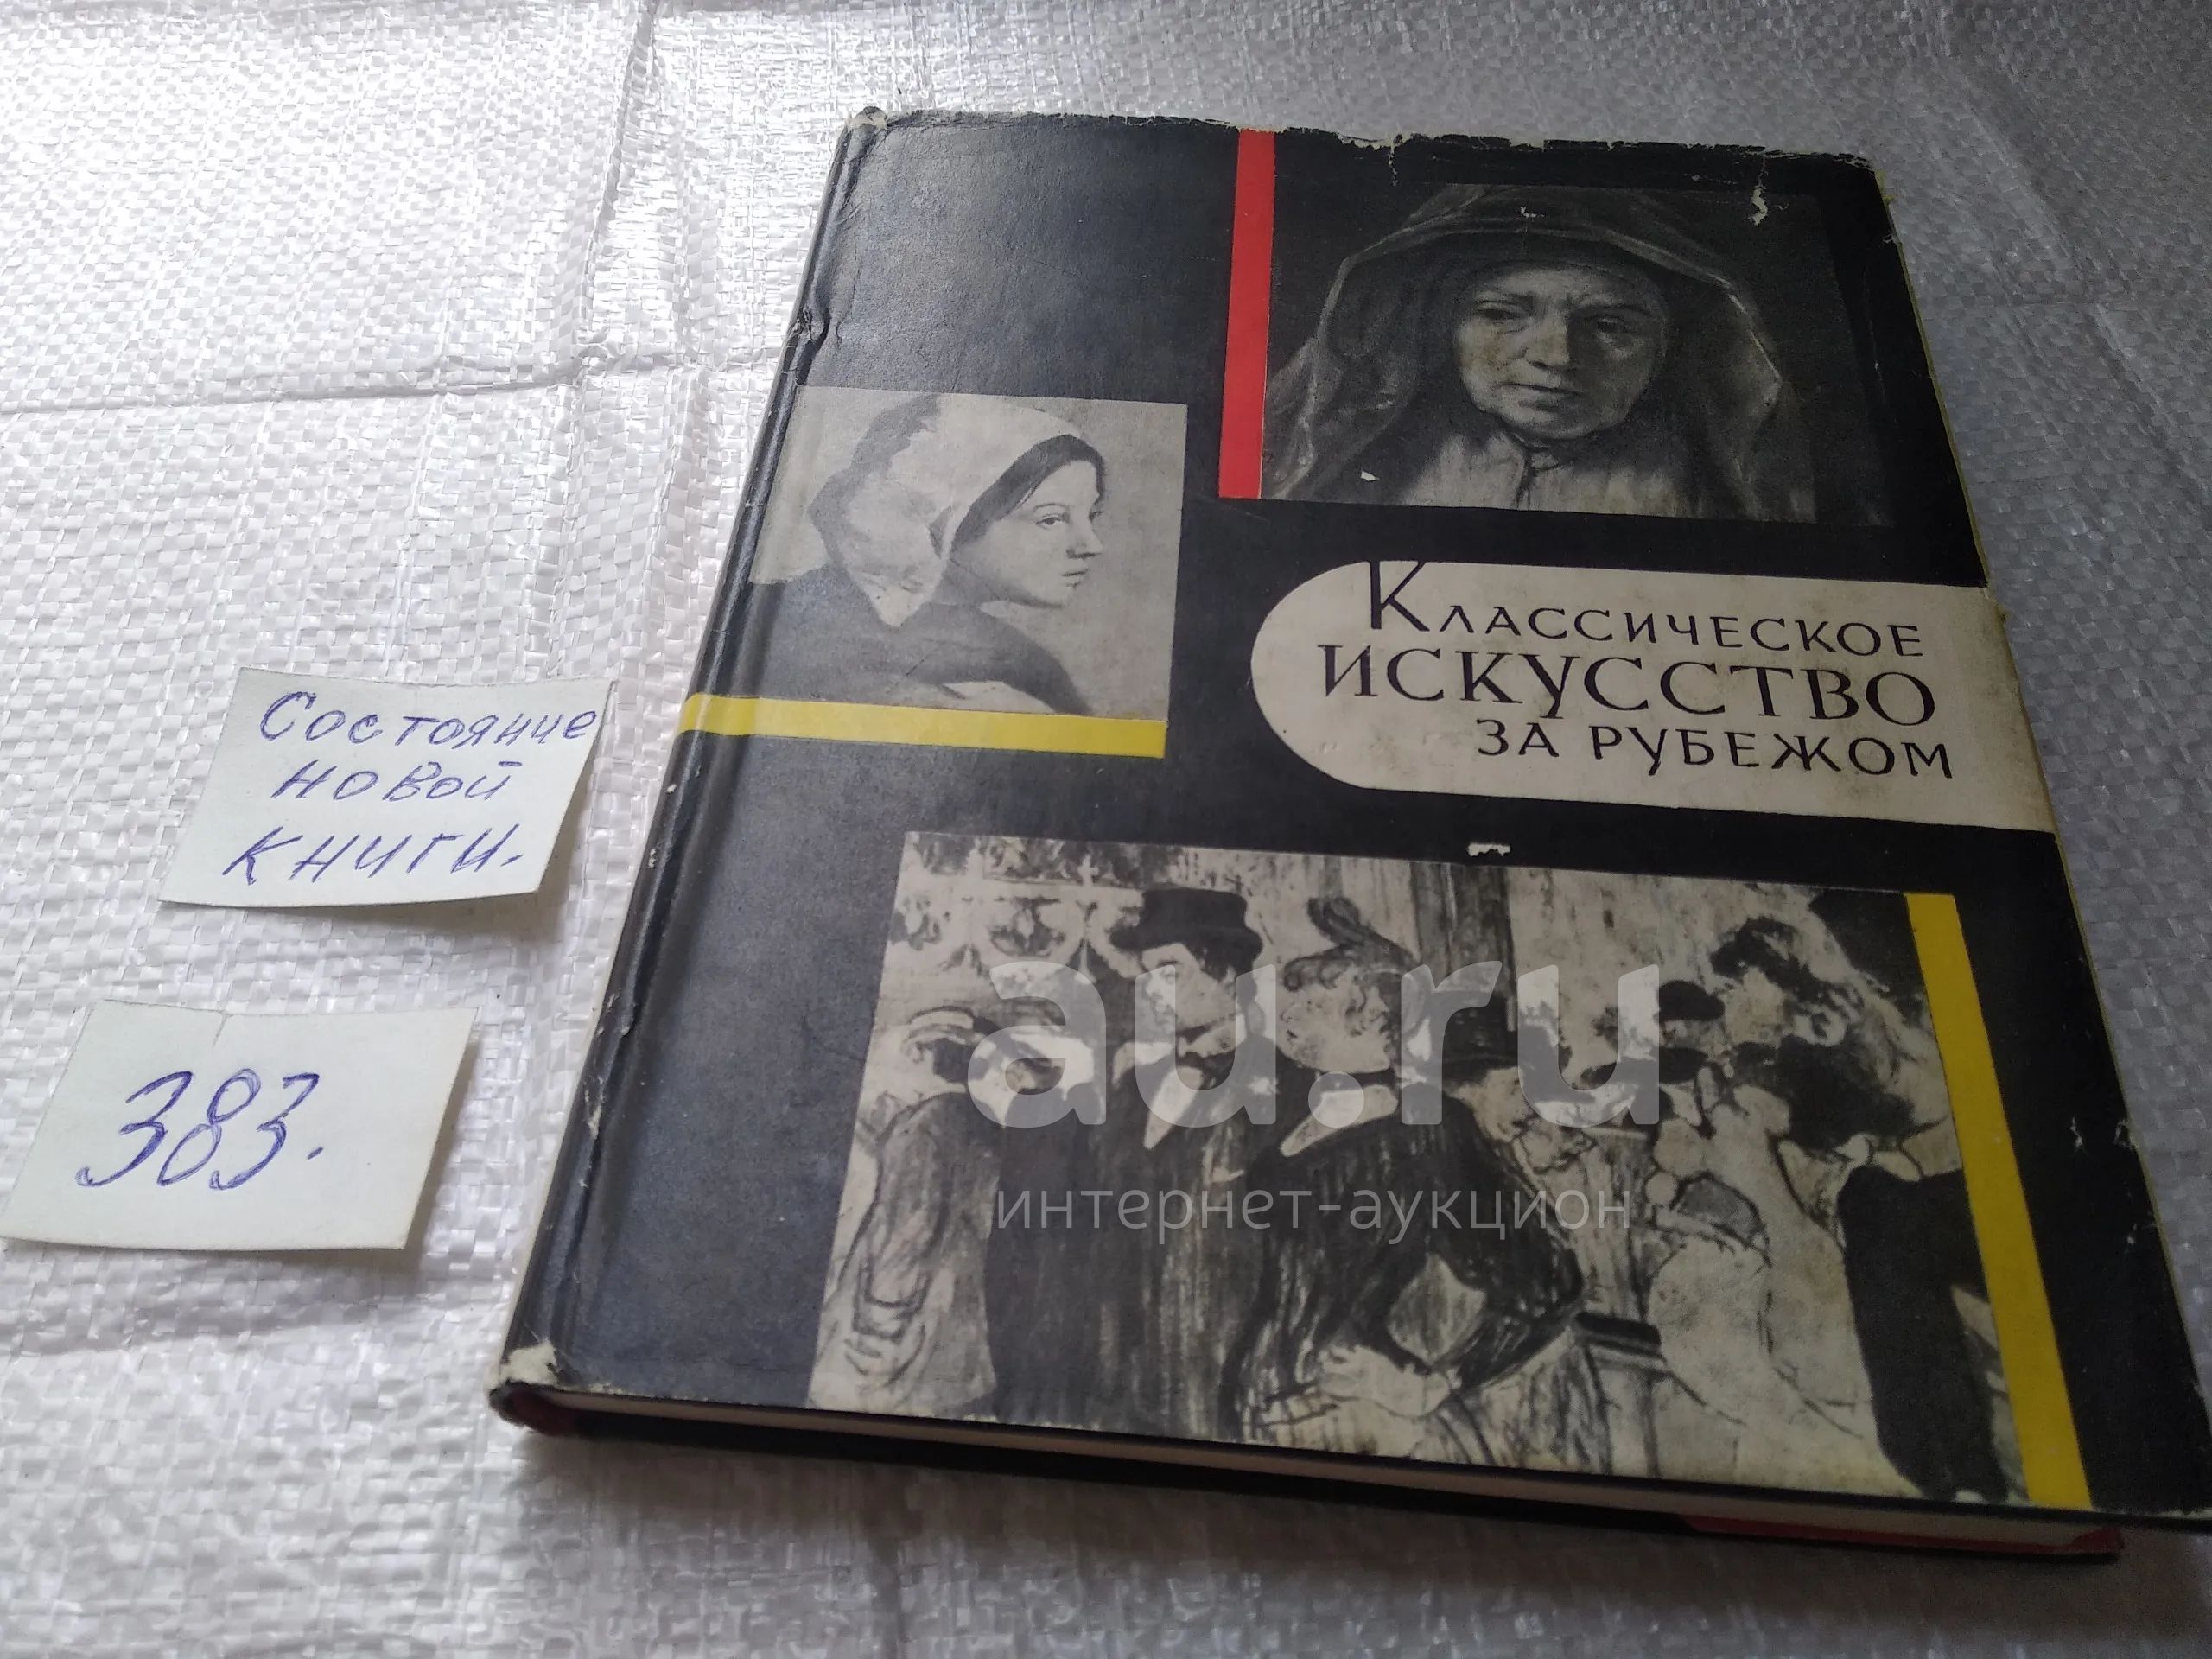 Классическое
искусство
за рубежом
Состояние
новой
книги.
383.
au.ru
интернет-аукцион